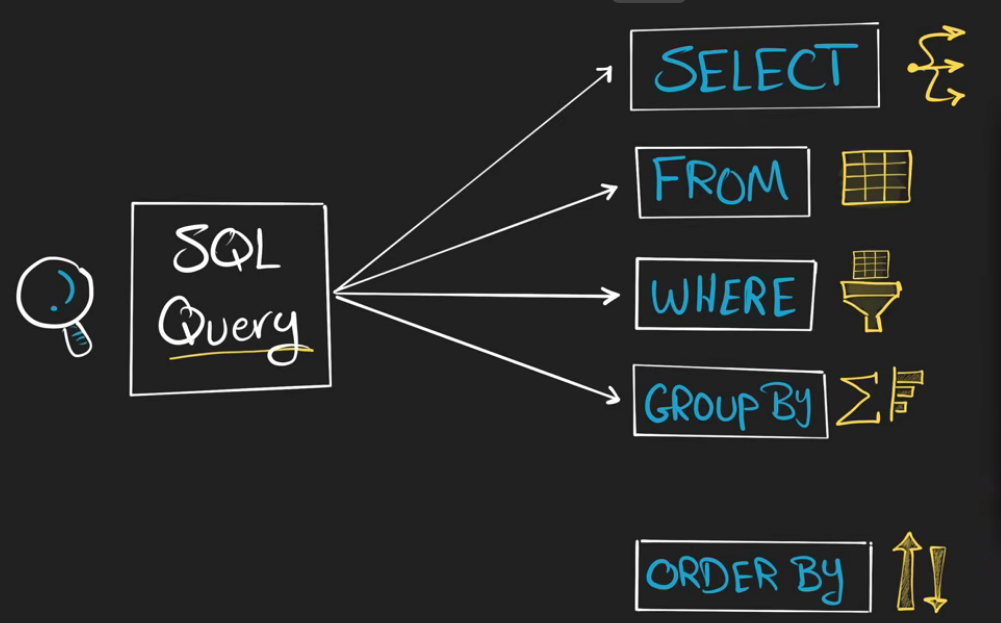 SQL
Query
SELECT
FROM
WHERE
GROUP BY
ORDER BY